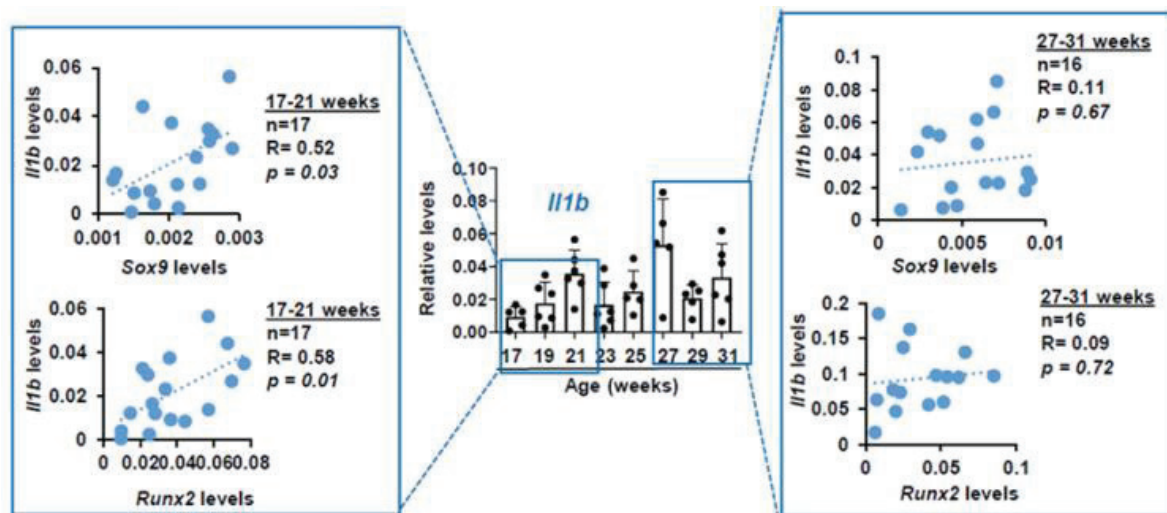 0.06
0.04
0.02
0
Il1b levels
0.001 0.002 0.003
Sox9 levels
17-21 weeks
n=17
R= 0.52
p = 0.03
0.06
0.04
0.02
0
Il1b levels
0 0.02 0.04 0.06 0.08
Runx2 levels
17-21 weeks
n=17
R= 0.58
p = 0.01
Il1b
0.10
0.08
0.06
0.04
0.02
0.00
Relative levels
17 19 21 23 25 27 29 31
Age (weeks)
0.1
0.08
0.06
0.04
0.02
0
Il1b levels
0 0.005 0.01
Sox9 levels
27-31 weeks
n=16
R= 0.11
p = 0.67
0.2
0.15
0.1
0.05
0
Il1b levels
0 0.05 0.1
Runx2 levels
27-31 weeks
n=16
R= 0.09
p = 0.72